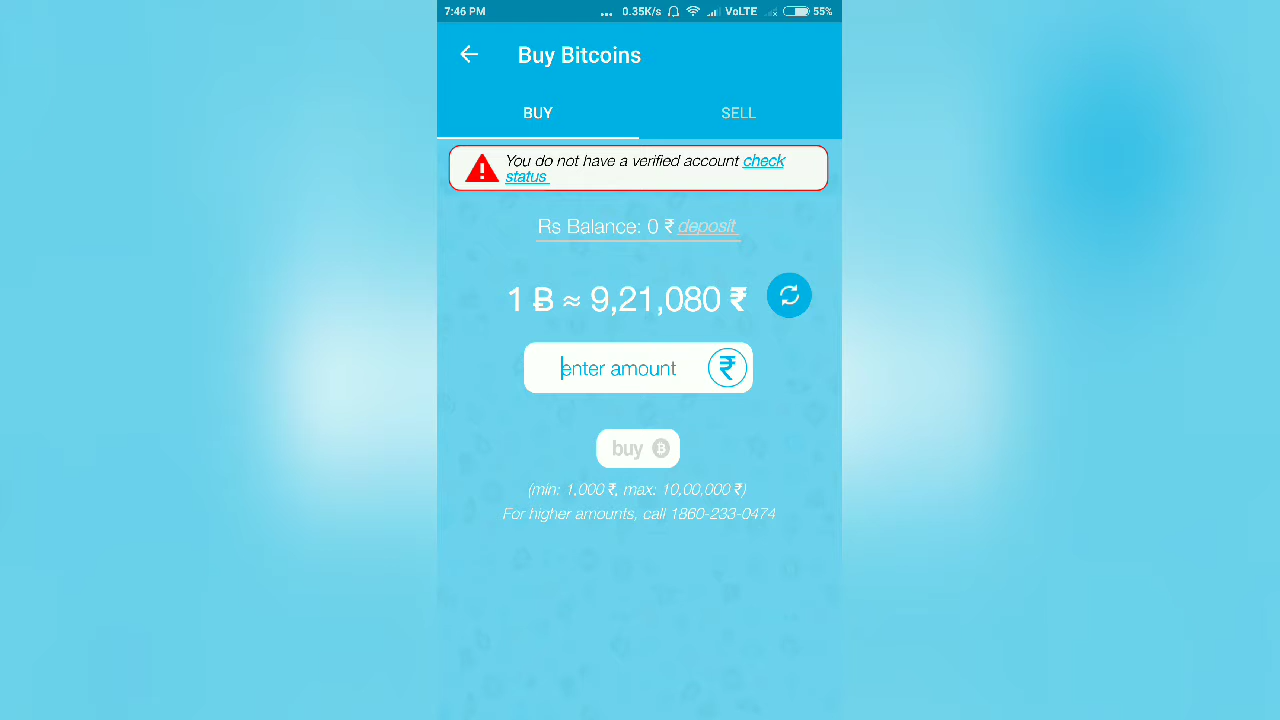 7:46 PM ... 0.35K/s VoLTE 55%
Buy Bitcoins
BUY SELL
You do not have a verified account check
status
Rs Balance: 0 ₹ deposit
1 Ƀ ≈ 9,21,080 ₹
enter amount ₹
buy
(min: 1,000 ₹, max: 10,00,000 ₹)
For higher amounts, call 1860-233-0474